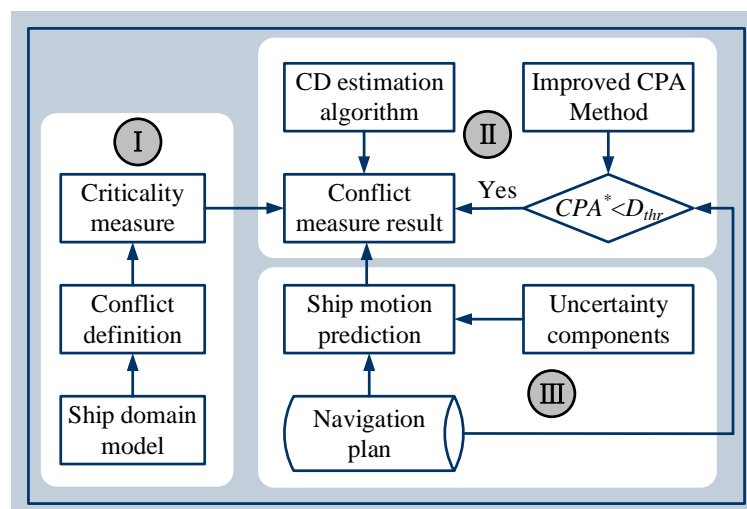 Ⅰ
Criticality
measure
Conflict
definition
Ship domain
model
CD estimation
algorithm
Ⅱ
Improved CPA
Method
Conflict
measure result
Yes
CPA*<Dthr
Ship motion
prediction
Uncertainty
components
Navigation
plan
Ⅲ